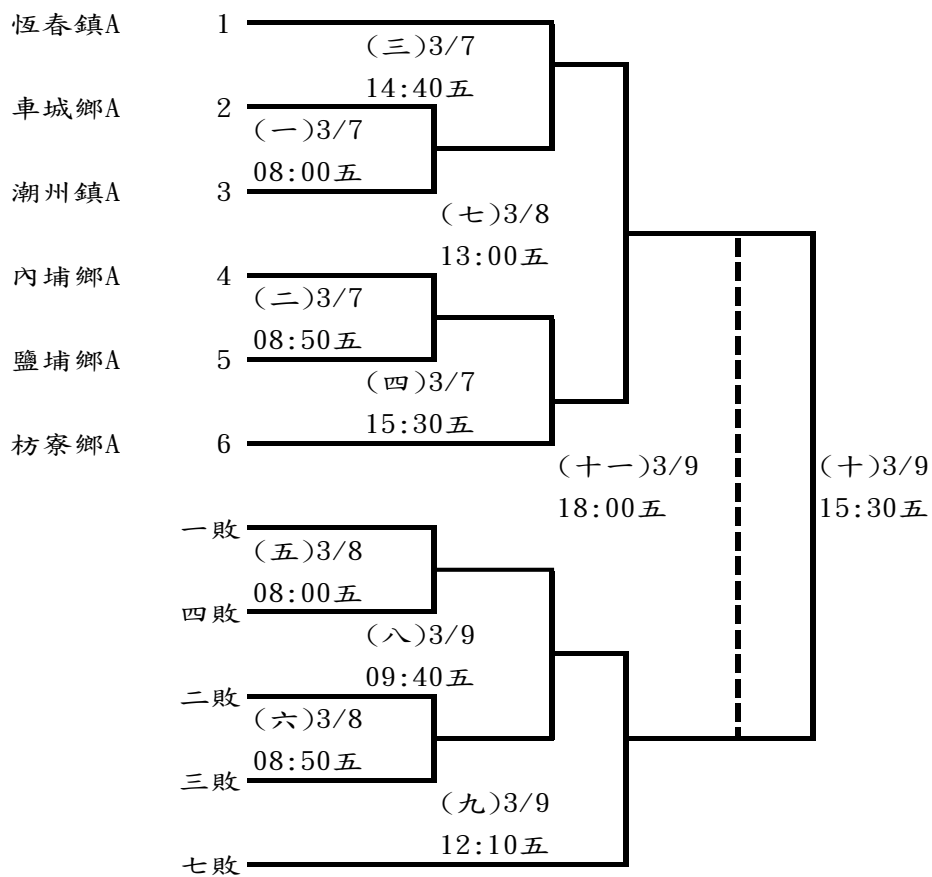 恆春鎮A 1
(三)3/7
14:40五
車城鄉A 2
(一)3/7
08:00五
潮州鎮A 3
(七)3/8
13:00五
內埔鄉A 4
(二)3/7
08:50五
鹽埔鄉A 5
(四)3/7
15:30五
枋寮鄉A 6
(十一)3/9
18:00五
(十)3/9
15:30五
一敗
(五)3/8
08:00五
四敗
(八)3/9
09:40五
二敗
(六)3/8
08:50五
三敗
(九)3/9
12:10五
七敗